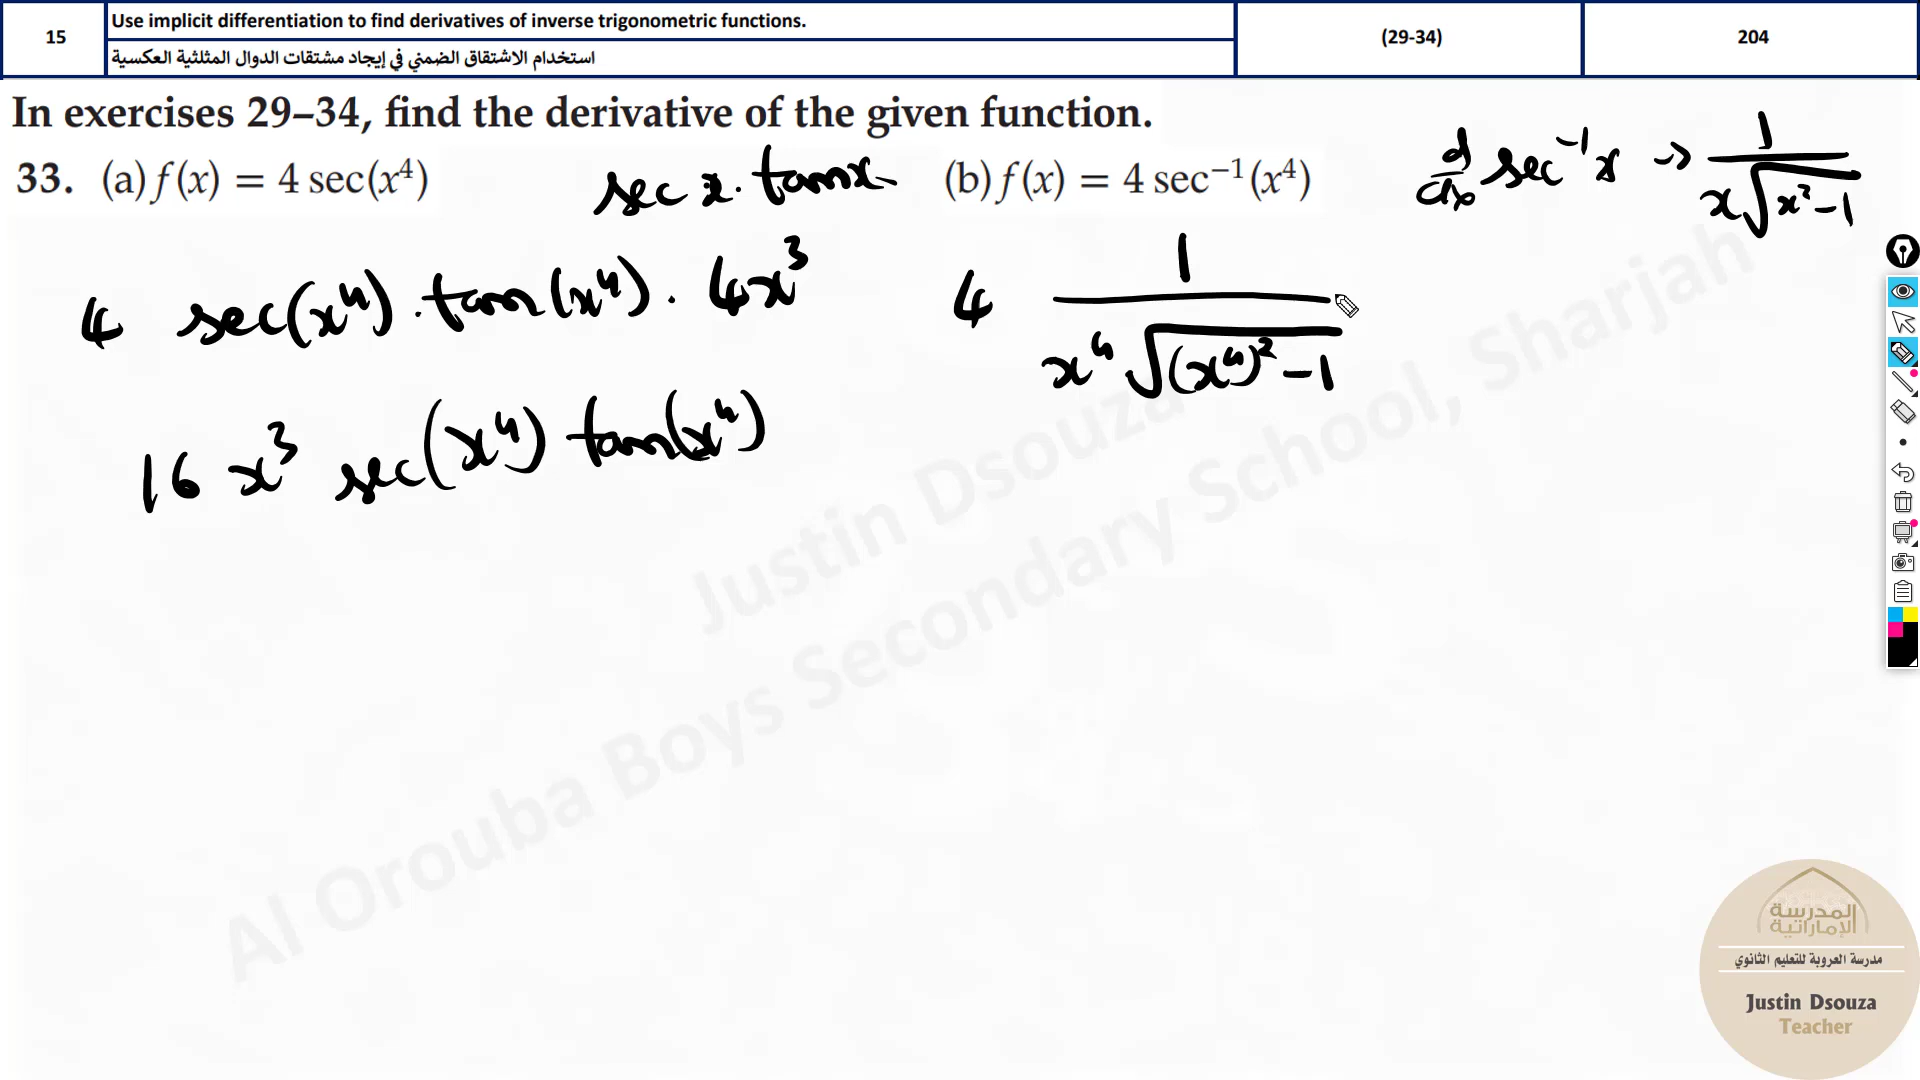 15
Use implicit differentiation to find derivatives of inverse trigonometric functions.
استخدام الاشتقاق الضمني في إيجاد مشتقات الدوال المثلثية العكسية
(29-34)
204
In exercises 29–34, find the derivative of the given function.
33. (a) f(x) = 4 sec(x⁴)
sec x · tan x
(b) f(x) = 4 sec⁻¹(x⁴)
d/dx sec⁻¹ x → 1/(x√(x²-1))
4 sec(x⁴) · tan(x⁴) · 4x³
4 1/(x⁴ · √((x⁴)²-1))
16 x³ sec(x⁴) tan(x⁴)
Justin Dsouza
Al Orouba Boys Secondary School, Sharjah
المدرسة
الإماراتية
مدرسة العروبة للتعليم الثانوي
Justin Dsouza
Teacher